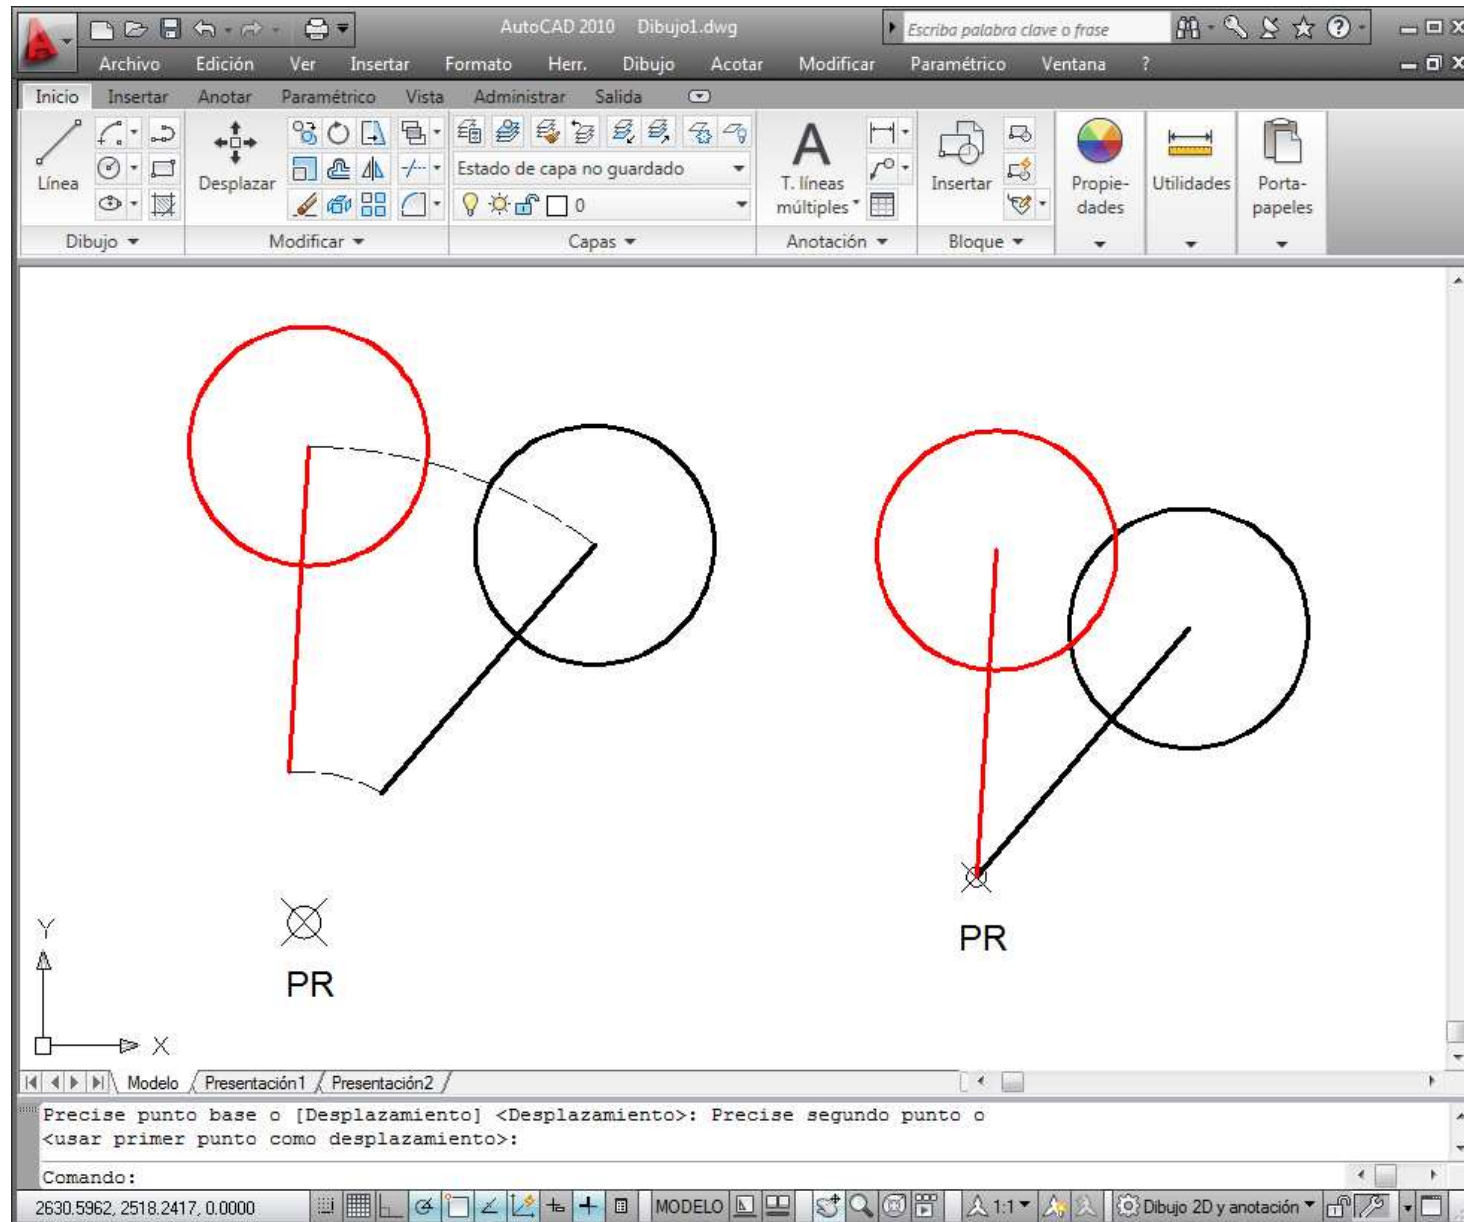 AutoCAD 2010 Dibujo1.dwg
Escriba palabra clave o frase
Archivo Edición Ver Insertar Formato Herr. Dibujo Acotar Modificar Paramétrico Ventana ?
Inicio Insertar Anotar Paramétrico Vista Administrar Salida
Línea
Desplazar
Estado de capa no guardado
0
A
T. líneas
múltiples
Insertar
Propie-
dades
Utilidades
Porta-
papeles
Dibujo Modificar Capas Anotación Bloque
PR
PR
Y
X
Modelo Presentación1 Presentación2
Precise punto base o [Desplazamiento] <Desplazamiento>: Precise segundo punto o
<usar primer punto como desplazamiento>:
Comando:
2630.5962, 2518.2417, 0.0000 MODELO 1:1 Dibujo 2D y anotación